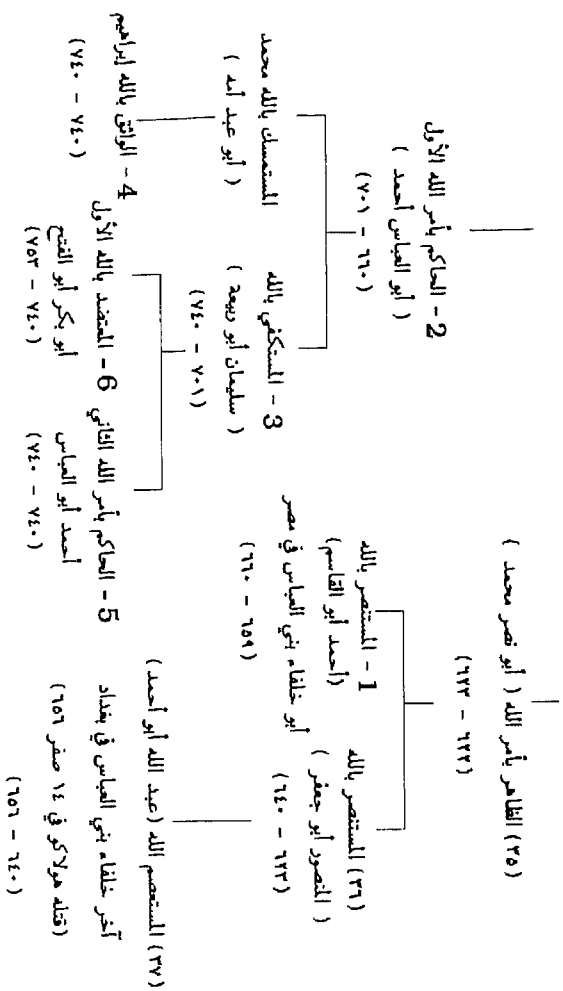 (٣٥) الظاهر بأمر الله ( أبو نصر محمد )
(٦٢٢ - ٦٢٣)
2 - الحاكم بأمر الله الأول
( أبو العباس أحمد )
(٦٦٠ - ٧٠١)
(٣٦) المستنصر بالله
( المنصور أبو جعفر )
(٦٢٣ - ٦٤٠)
1 - المستنصر بالله
(أحمد أبو القاسم)
أبو خلفاء بني العباس في مصر
(٦٥٩ - ٦٦٠)
3 - المستكفي بالله
( سليمان أبو ربيعة )
(٧٠١ - ٧٤٠)
المستمسك بالله محمد
( أبو عبد أمه )
(٣٧) المستعصم الله (عبد الله أبو أحمد)
آخر خلفاء بني العباس في بغداد
(قتله هولاكو في ١٤ صفر ٦٥٦)
(٦٤٠ - ٦٥٦)
5 - الحاكم بأمر الله الثاني
أحمد أبو العباس
(٧٤٠ - ٧٤٠)
6 - المعتضد بالله الأول
أبو بكر أبو الفتح
(٧٤٠ - ٧٥٣)
4 - الواثق بالله إبراهيم
(٧٤٠ - ٧٤٠)